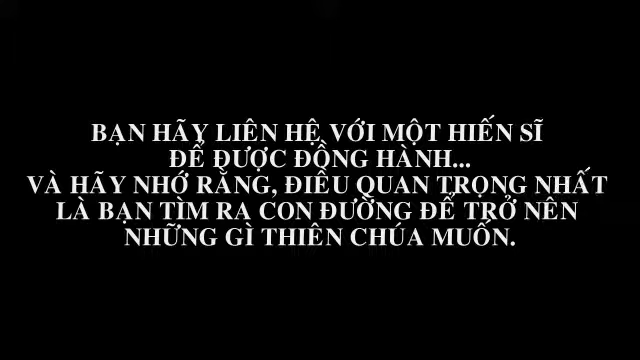 BẠN HÃY LIÊN HỆ VỚI MỘT HIẾN SĨ
ĐỂ ĐƯỢC ĐỒNG HÀNH...
VÀ HÃY NHỚ RẰNG, ĐIỀU QUAN TRỌNG NHẤT
LÀ BẠN TÌM RA CON ĐƯỜNG ĐỂ TRỞ NÊN
NHỮNG GÌ THIÊN CHÚA MUỐN.